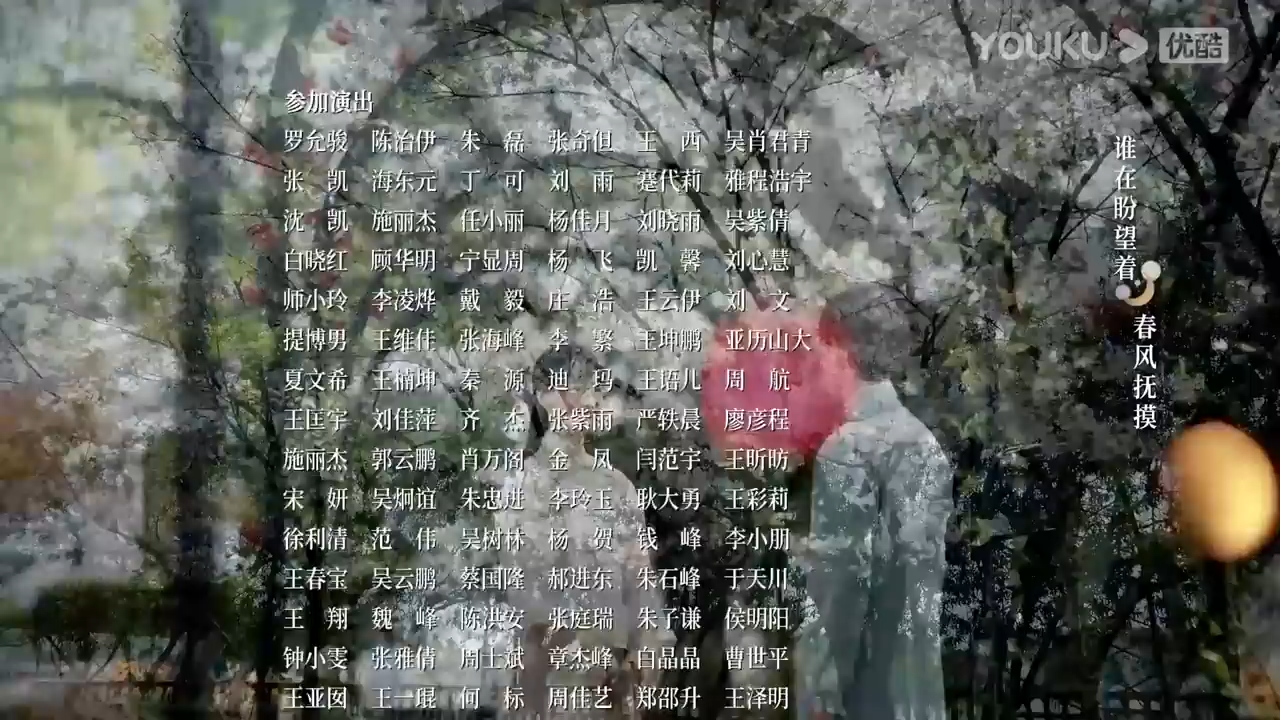 YOUKU 优酷
参加演出
罗允骏 陈治伊 朱 磊 张奇但 王 西 吴肖君青
张 凯 海东元 丁 可 刘 雨 蹇代莉 雅程浩宇
沈 凯 施丽杰 任小丽 杨佳月 刘晓雨 吴紫倩
白晓红 顾华明 宁显周 杨 飞 凯 馨 刘心慧
师小玲 李凌烨 戴 毅 庄 浩 王云伊 刘 文
提博男 王维佳 张海峰 李 繁 王坤鹏 亚历山大
夏文希 王楠坤 秦 源 迪 玛 王语儿 周 航
王匡宇 刘佳萍 齐 杰 张紫雨 严轶晨 廖彦程
施丽杰 郭云鹏 肖万阁 金 凤 闫范宇 王昕昉
宋 妍 吴炯谊 朱忠进 李玲玉 耿大勇 王彩莉
徐利清 范 伟 吴树林 杨 贺 钱 峰 李小朋
王春宝 吴云鹏 蔡国隆 郝进东 朱石峰 于天川
王 翔 魏 峰 陈洪安 张庭瑞 朱子谦 侯明阳
钟小雯 张雅倩 周士斌 章杰峰 白晶晶 曹世平
王亚囡 王一琨 何 标 周佳艺 郑邵升 王泽明
谁在盼望着
春风抚摸